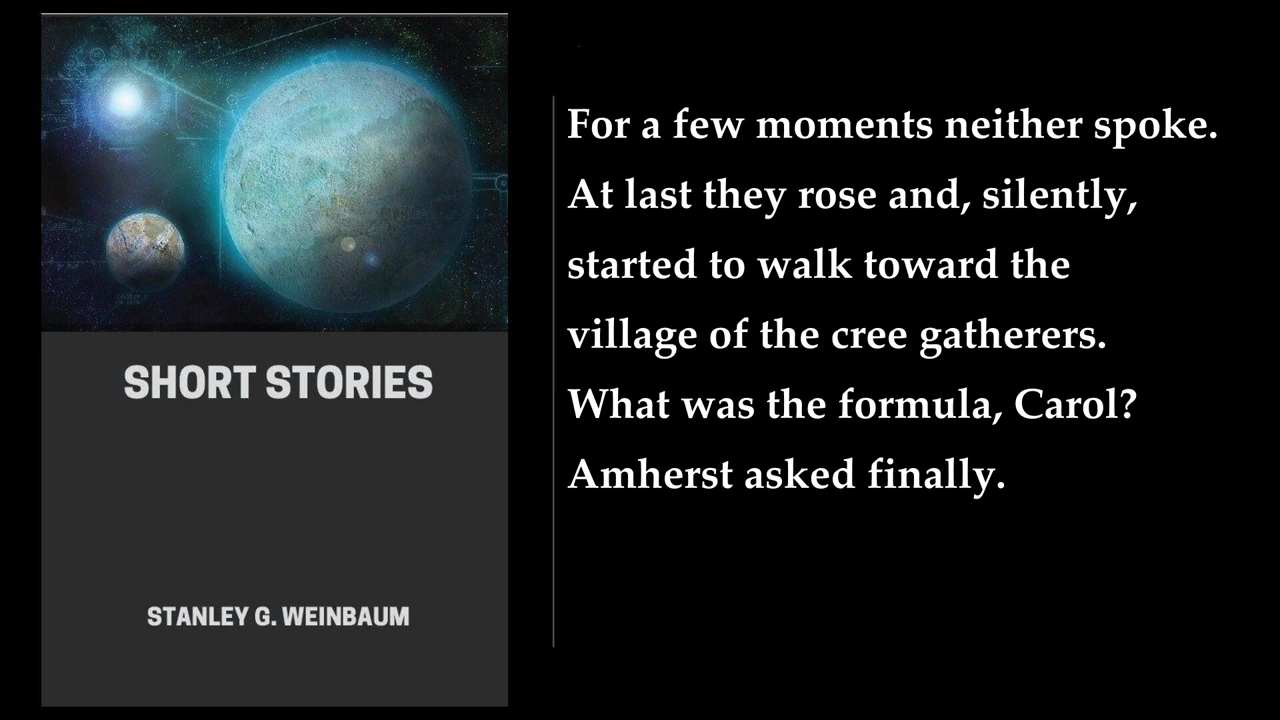 SHORT STORIES
STANLEY G. WEINBAUM
For a few moments neither spoke.
At last they rose and, silently,
started to walk toward the
village of the cree gatherers.
What was the formula, Carol?
Amherst asked finally.